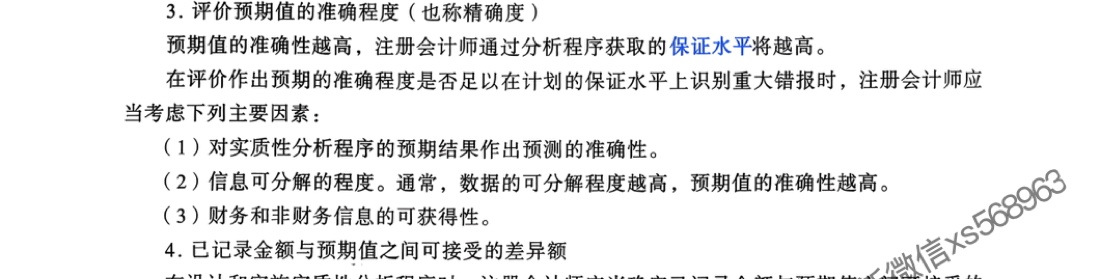 3. 评价预期值的准确程度（也称精确度）
预期值的准确性越高，注册会计师通过分析程序获取的保证水平将越高。
在评价作出预期的准确程度是否足以在计划的保证水平上识别重大错报时，注册会计师应
当考虑下列主要因素：
（1）对实质性分析程序的预期结果作出预测的准确性。
（2）信息可分解的程度。通常，数据的可分解程度越高，预期值的准确性越高。
（3）财务和非财务信息的可获得性。
4. 已记录金额与预期值之间可接受的差异额
微信xs568963